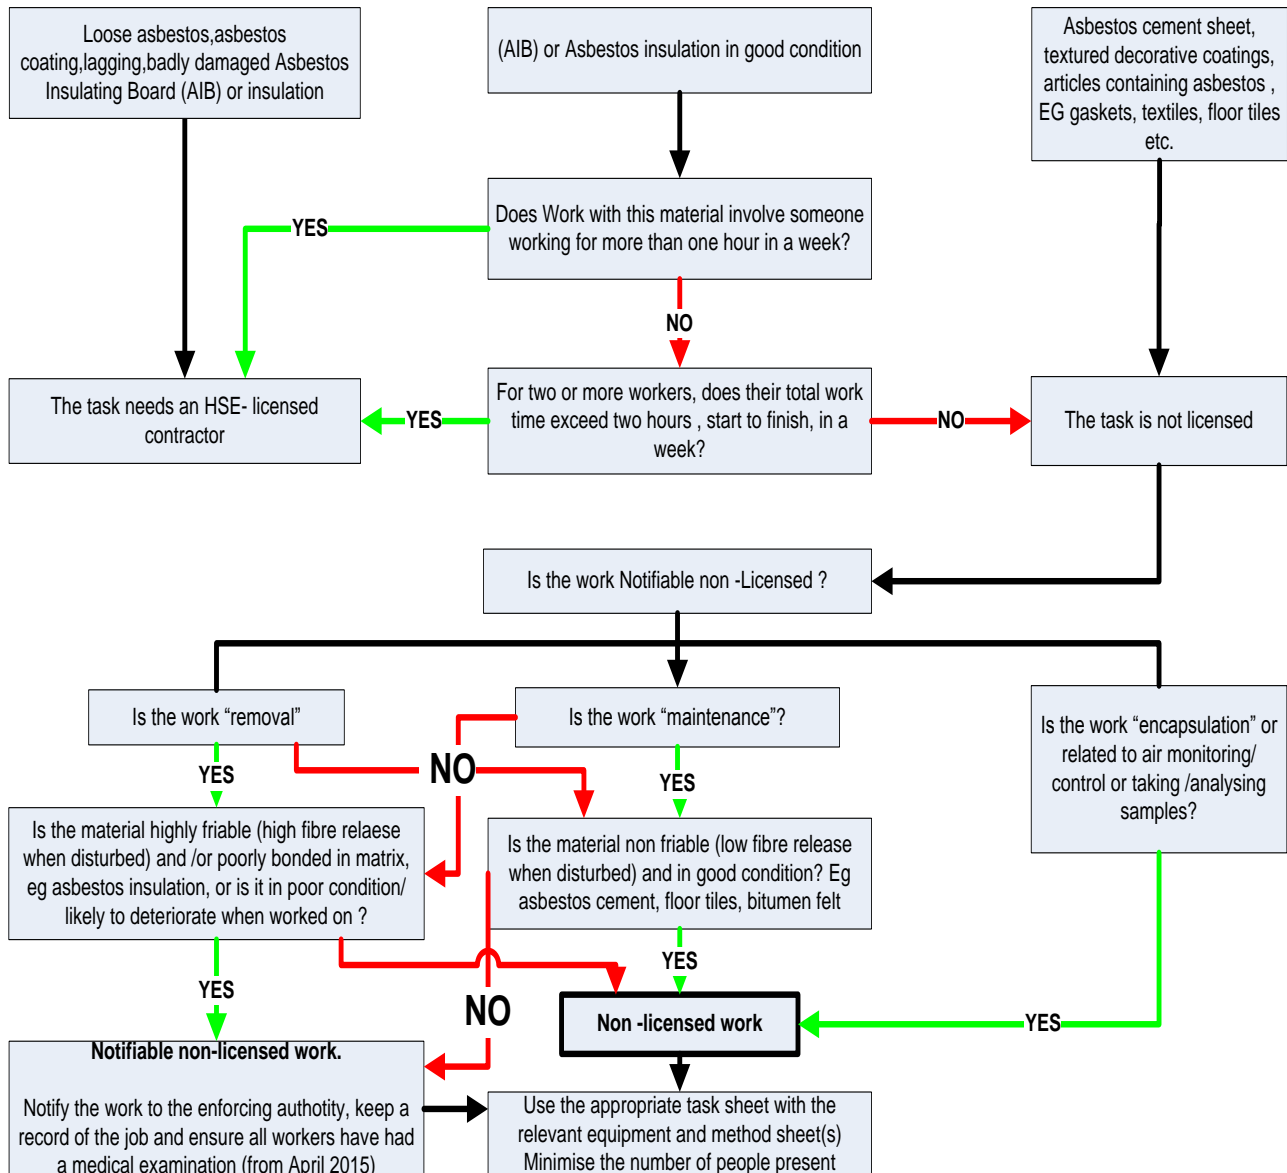 Loose asbestos,asbestos
coating,lagging,badly damaged Asbestos
Insulating Board (AIB) or insulation
(AIB) or Asbestos insulation in good condition
Asbestos cement sheet,
textured decorative coatings,
articles containing asbestos ,
EG gaskets, textiles, floor tiles
etc.
Does Work with this material involve someone
working for more than one hour in a week?
YES
NO
The task needs an HSE- licensed
contractor
YES
For two or more workers, does their total work
time exceed two hours , start to finish, in a
week?
NO
The task is not licensed
Is the work Notifiable non -Licensed ?
Is the work “removal”
Is the work “maintenance”?
Is the work “encapsulation” or
related to air monitoring/
control or taking /analysing
samples?
YES
NO
YES
Is the material highly friable (high fibre relaese
when disturbed) and /or poorly bonded in matrix,
eg asbestos insulation, or is it in poor condition/
likely to deteriorate when worked on ?
Is the material non friable (low fibre release
when disturbed) and in good condition? Eg
asbestos cement, floor tiles, bitumen felt
YES
YES
NO
Non -licensed work
YES
Notifiable non-licensed work.
Notify the work to the enforcing authotity, keep a
record of the job and ensure all workers have had
a medical examination (from April 2015)
Use the appropriate task sheet with the
relevant equipment and method sheet(s)
Minimise the number of people present